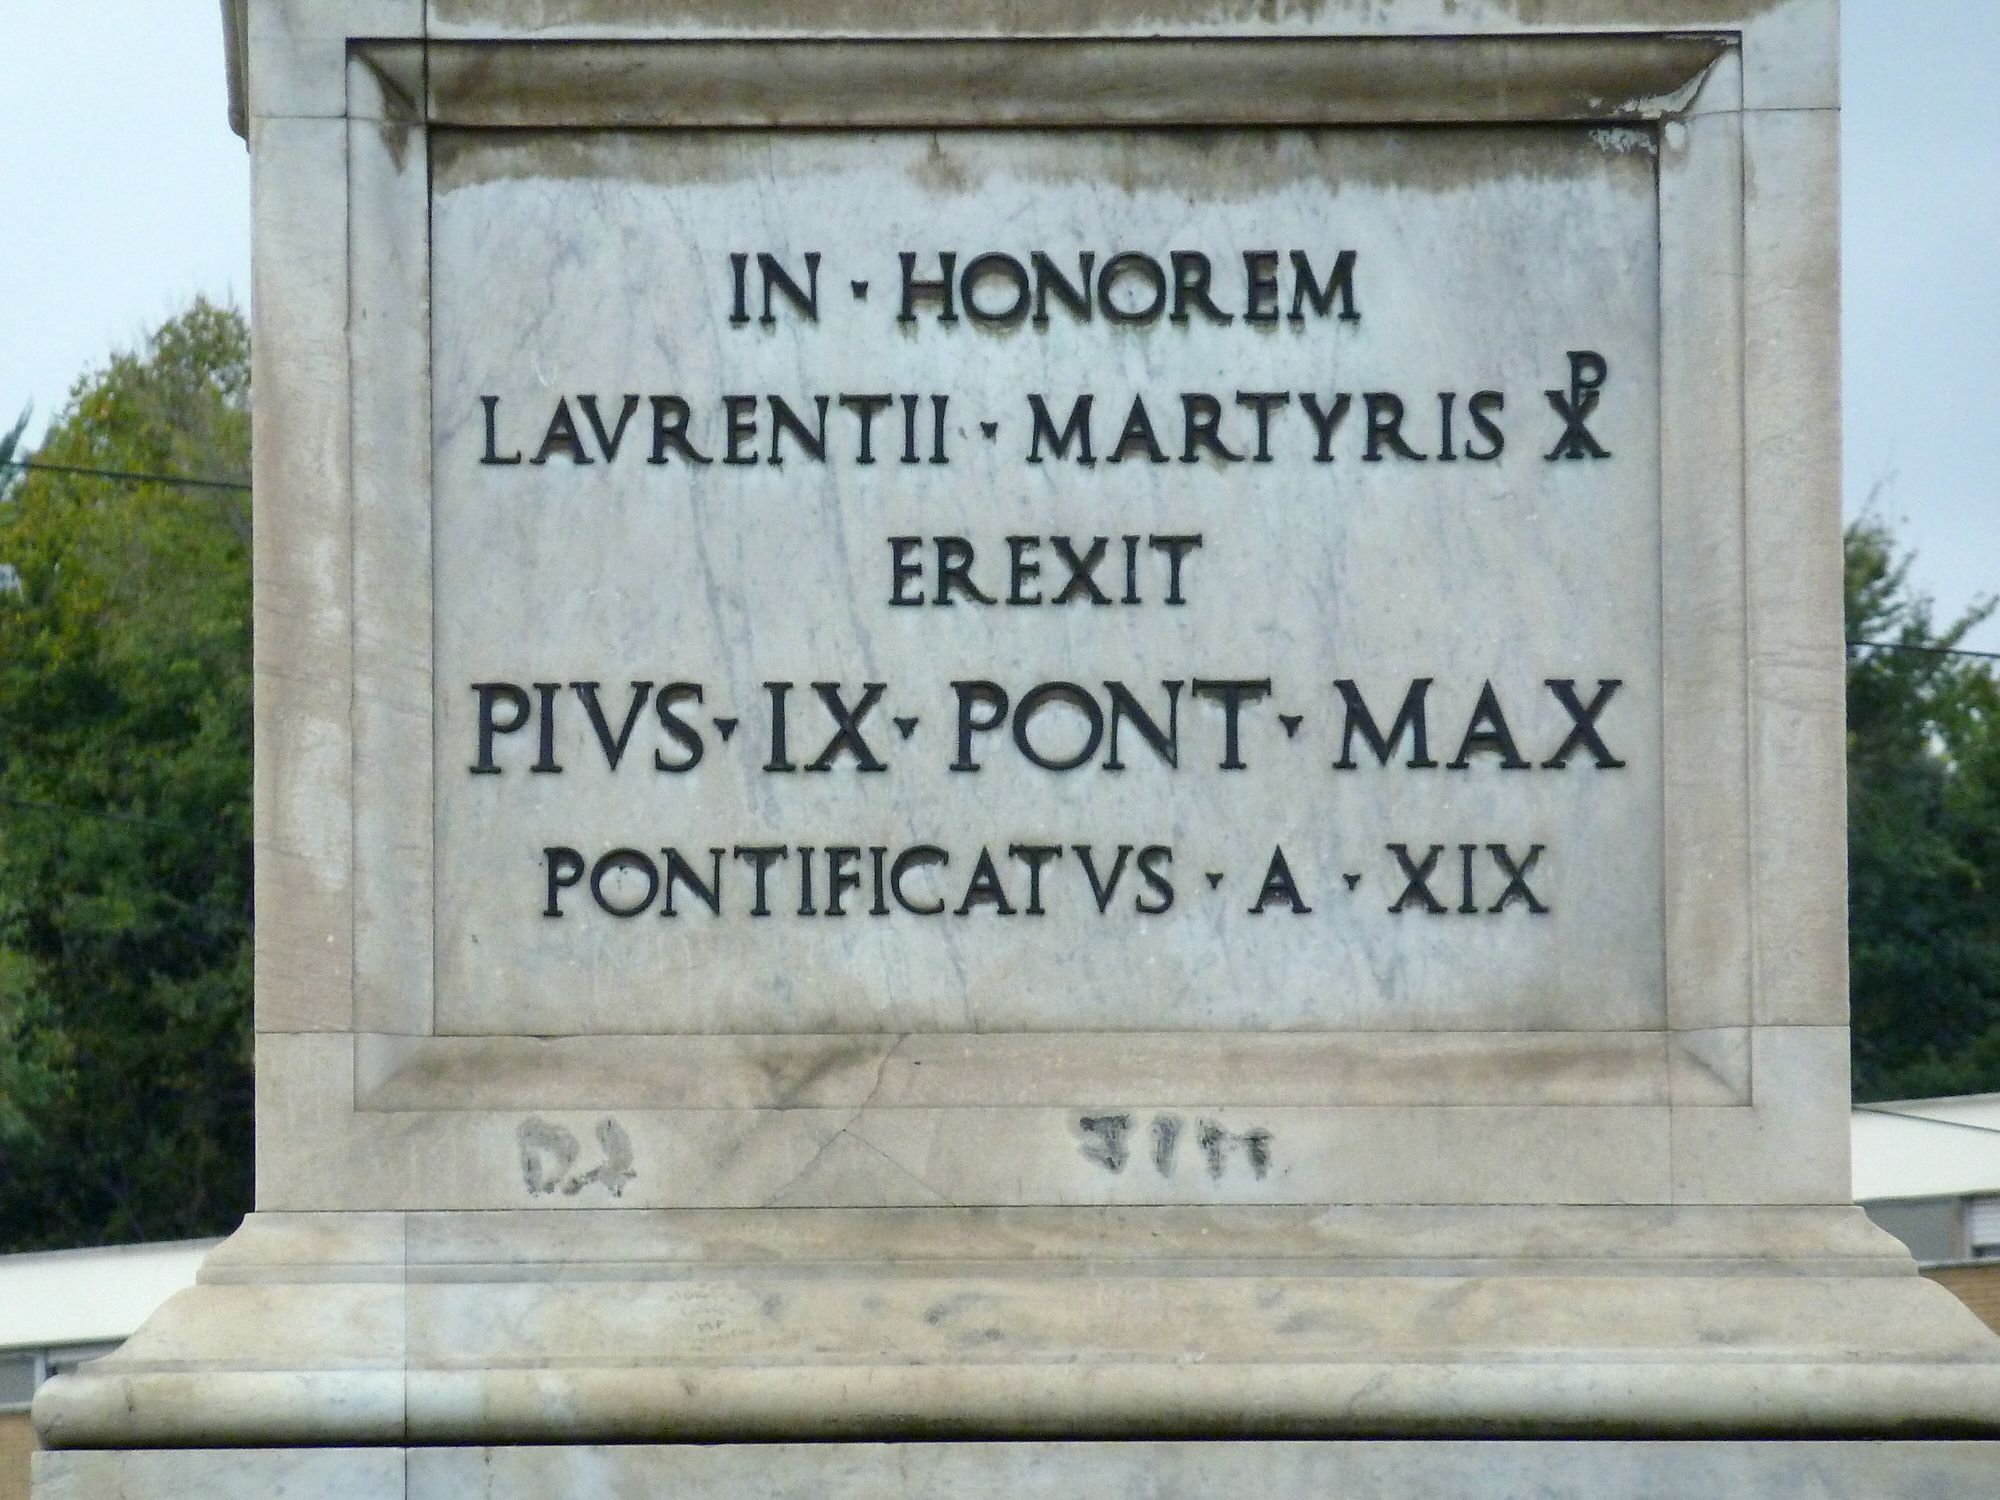 IN · HONOREM
LAVRENTII · MARTYRIS ☧
EREXIT
PIVS · IX · PONT · MAX
PONTIFICATVS · A · XIX